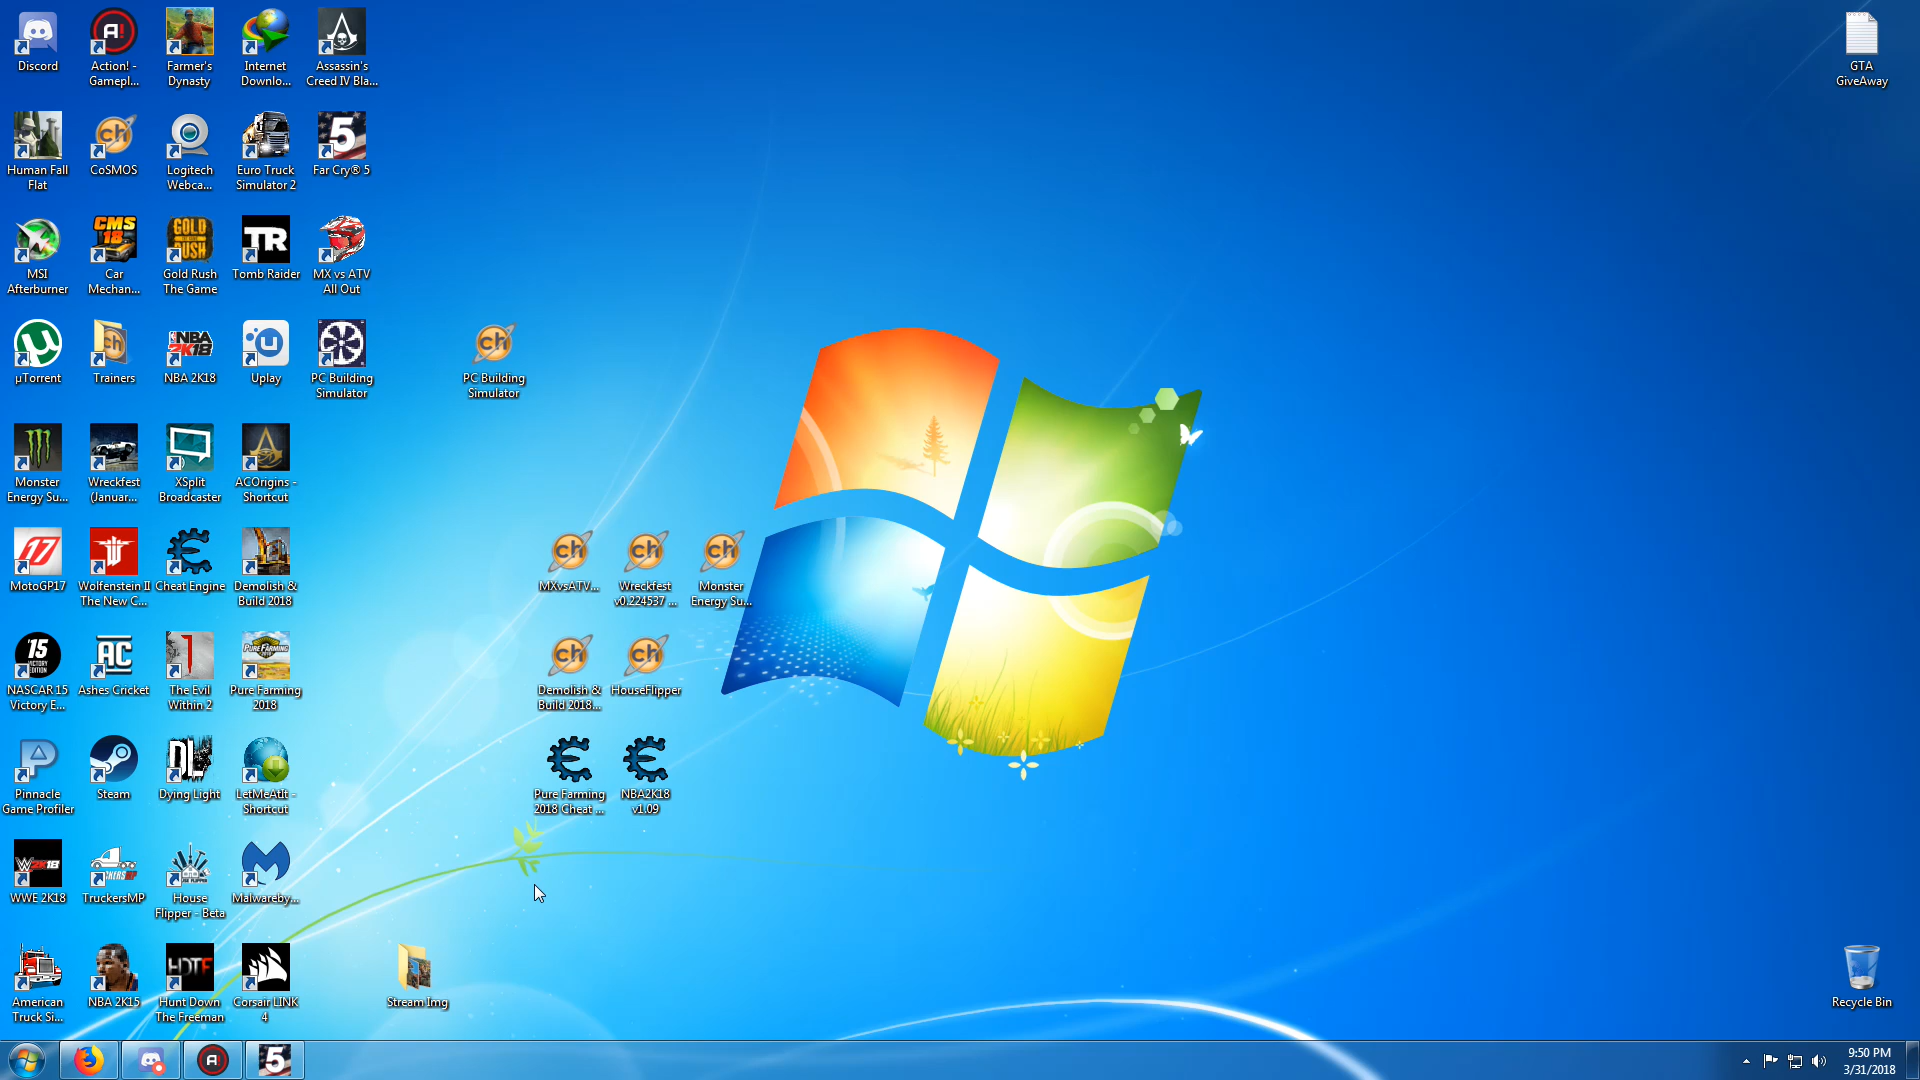 Discord
Action! -
Gamepl...
Farmer's
Dynasty
Internet
Downlo...
Assassin's
Creed IV Bla...
GTA
GiveAway
Human Fall
Flat
CoSMOS
Logitech
Webca...
Euro Truck
Simulator 2
Far Cry® 5
MSI
Afterburner
Car
Mechan...
Gold Rush
The Game
Tomb Raider
MX vs ATV
All Out
µTorrent
Trainers
NBA 2K18
Uplay
PC Building
Simulator
PC Building
Simulator
Monster
Energy Su...
Wreckfest
(Januar...
XSplit
Broadcaster
ACOrigins -
Shortcut
MotoGP17
Wolfenstein II
The New C...
Cheat Engine
Demolish &
Build 2018
MXvsATV...
Wreckfest
v0.224537 ...
Monster
Energy Su...
NASCAR 15
Victory E...
Ashes Cricket
The Evil
Within 2
Pure Farming
2018
Demolish &
Build 2018...
HouseFlipper
Pinnacle
Game Profiler
Steam
Dying Light
LetMeAtIt -
Shortcut
Pure Farming
2018 Cheat ...
NBA2K18
v1.09
WWE 2K18
TruckersMP
House
Flipper - Beta
Malwareby...
American
Truck Si...
NBA 2K15
Hunt Down
The Freeman
Corsair LINK
4
Stream Img
Recycle Bin
9:50 PM
3/31/2018